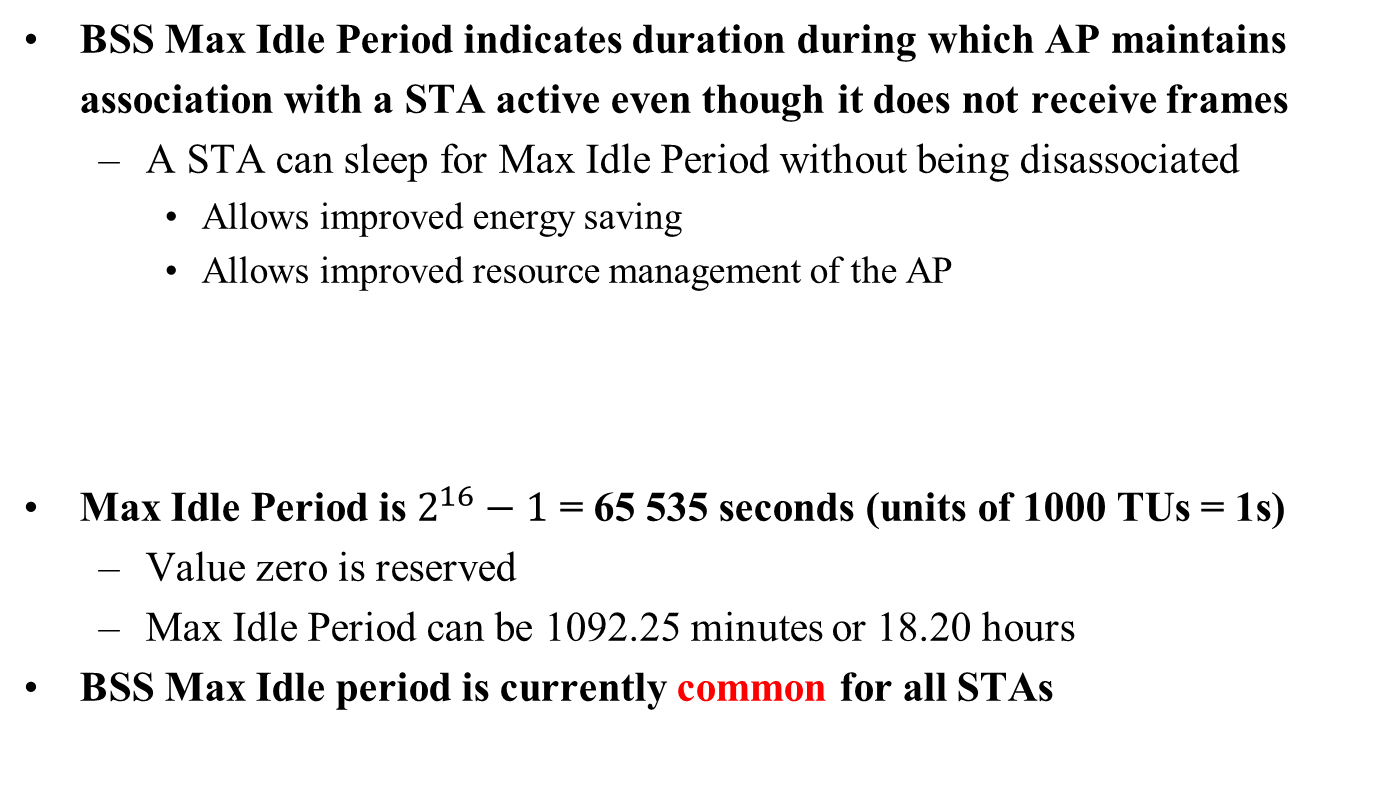 • BSS Max Idle Period indicates duration during which AP maintains
association with a STA active even though it does not receive frames
– A STA can sleep for Max Idle Period without being disassociated
• Allows improved energy saving
• Allows improved resource management of the AP
• Max Idle Period is 2¹⁶ − 1 = 65 535 seconds (units of 1000 TUs = 1s)
– Value zero is reserved
– Max Idle Period can be 1092.25 minutes or 18.20 hours
• BSS Max Idle period is currently common for all STAs